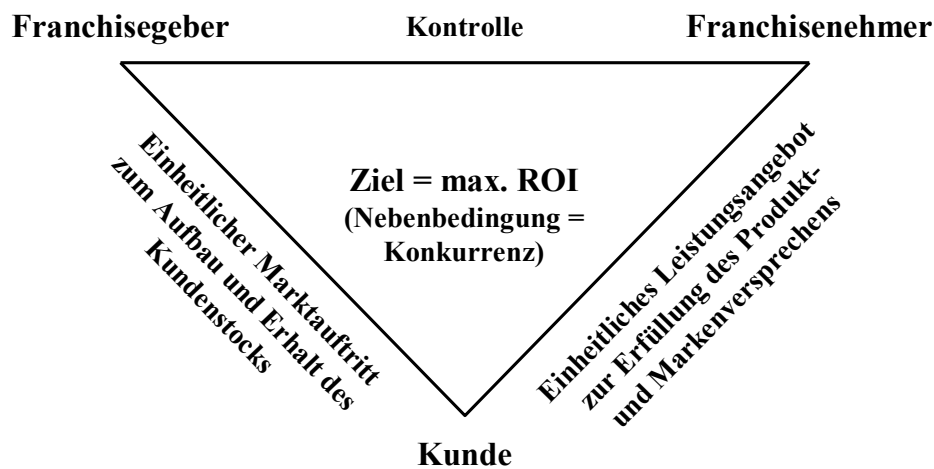 Franchisegeber
Kontrolle
Franchisenehmer
Einheitlicher Marktauftritt
zum Aufbau und Erhalt des
Kundenstocks
Ziel = max. ROI
(Nebenbedingung =
Konkurrenz)
Einheitliches Leistungsangebot
zur Erfüllung des Produkt-
und Markenversprechens
Kunde